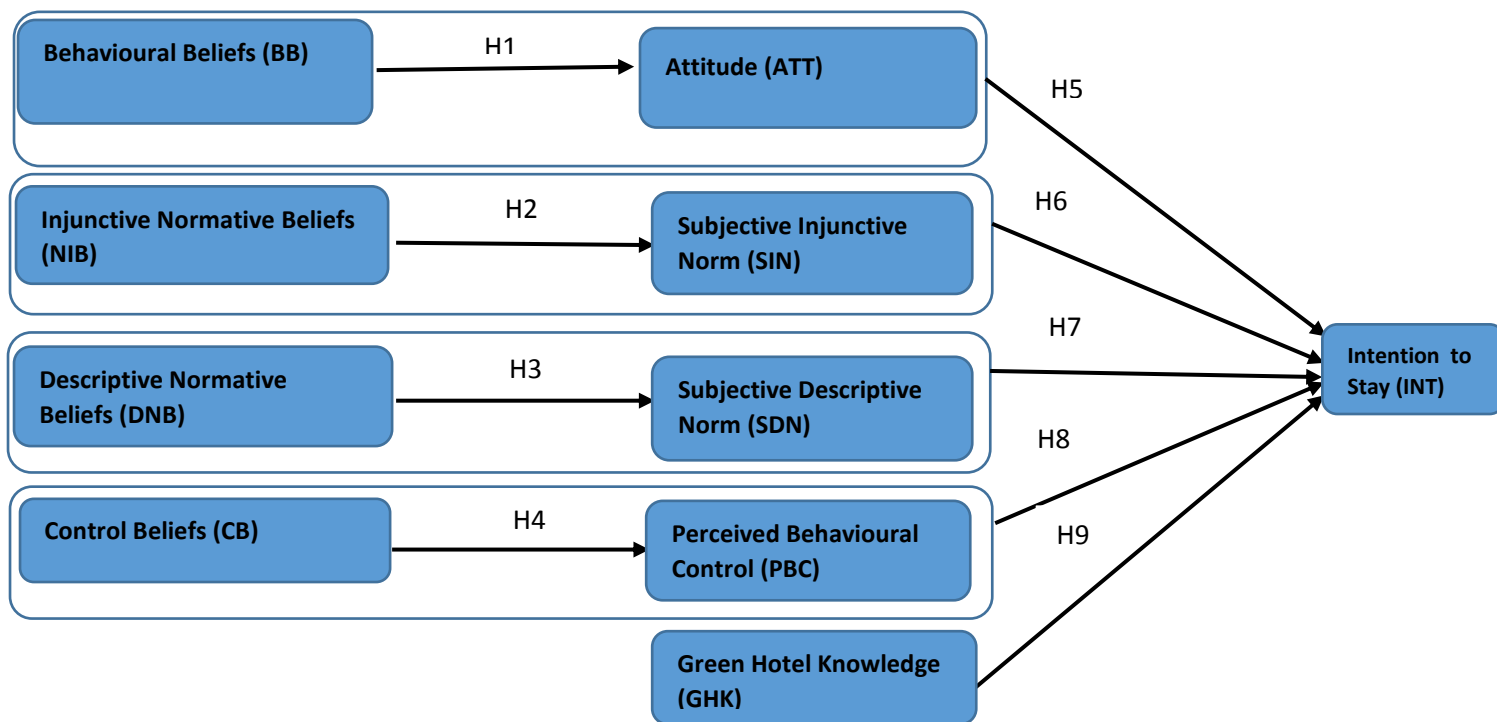 Behavioural Beliefs (BB)
H1
Attitude (ATT)
H5
Injunctive Normative Beliefs
(NIB)
H2
Subjective Injunctive
Norm (SIN)
H6
Descriptive Normative
Beliefs (DNB)
H3
Subjective Descriptive
Norm (SDN)
H7
Intention to
Stay (INT)
Control Beliefs (CB)
H4
Perceived Behavioural
Control (PBC)
H8
H9
Green Hotel Knowledge
(GHK)